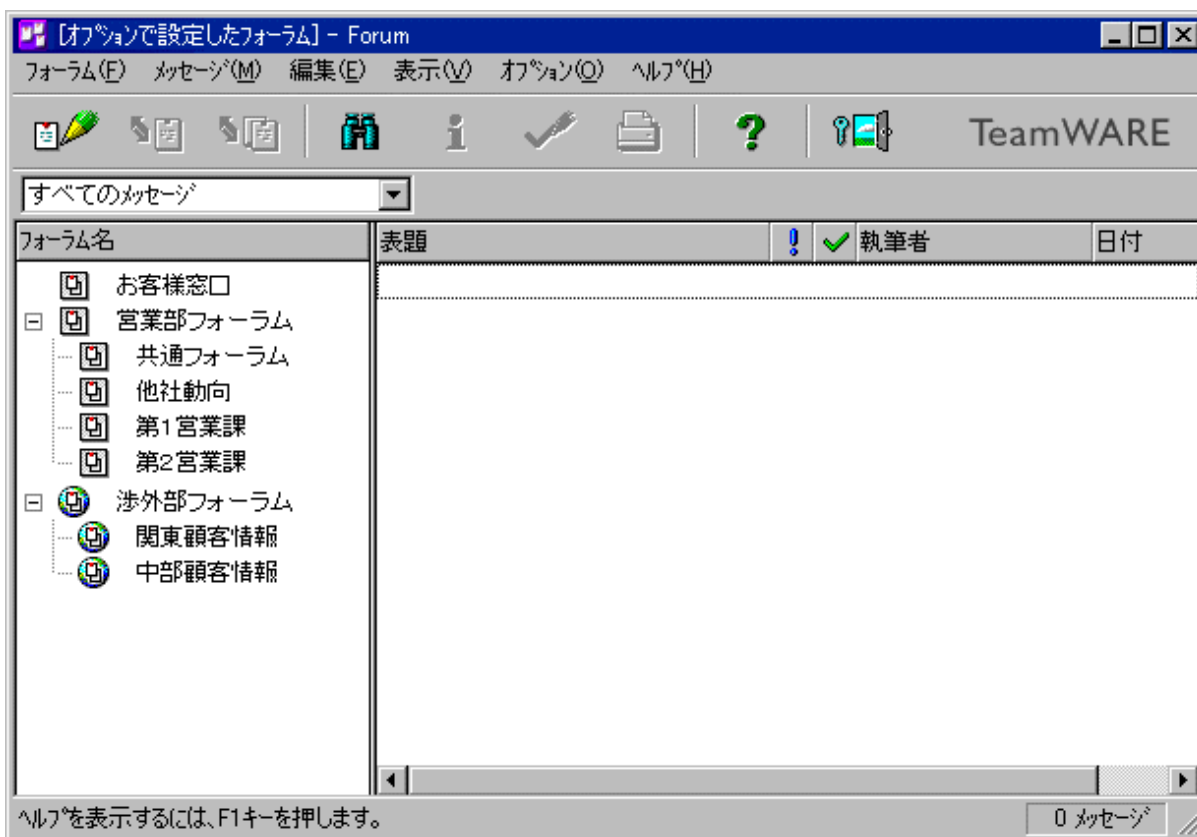 [ｵﾌﾟｼｮﾝで設定したﾌｫｰﾗﾑ] - Forum
ﾌｫｰﾗﾑ(F) ﾒｯｾｰｼﾞ(M) 編集(E) 表示(V) ｵﾌﾟｼｮﾝ(O) ﾍﾙﾌﾟ(H)
TeamWARE
すべてのﾒｯｾｰｼﾞ
ﾌｫｰﾗﾑ名 表題 執筆者 日付
お客様窓口
営業部フォーラム
共通フォーラム
他社動向
第1営業課
第2営業課
渉外部フォーラム
関東顧客情報
中部顧客情報
ﾍﾙﾌﾟを表示するには、F1キーを押します。 0 ﾒｯｾｰｼﾞ